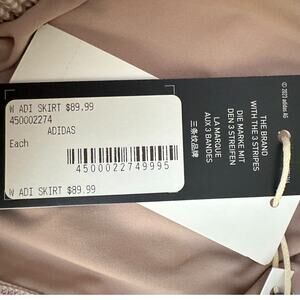 W ADI SKIRT $89.99
450002274
ADIDAS
Each
4500022749995
W ADI SKIRT $89.99
THE BRAND
WITH THE 3 STRIPES
DIE MARKE MIT
DEN 3 STREIFEN
LA MARQUE
AUX 3 BANDES
三条纹品牌
© 2023 adidas AG